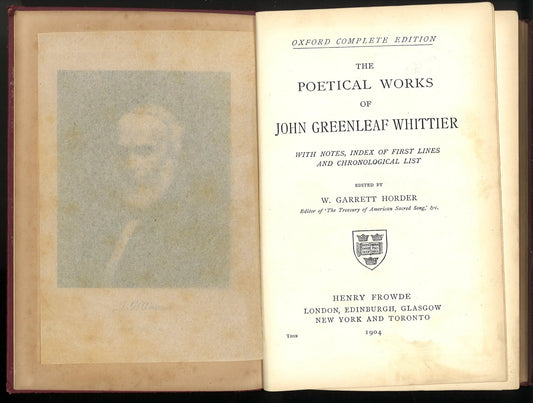 OXFORD COMPLETE EDITION
THE
POETICAL WORKS
OF
JOHN GREENLEAF WHITTIER
WITH NOTES, INDEX OF FIRST LINES
AND CHRONOLOGICAL LIST
EDITED BY
W. GARRETT HORDER
Editor of ‘The Treasury of American Sacred Song,’ &c.
HENRY FROWDE
LONDON, EDINBURGH, GLASGOW
NEW YORK AND TORONTO
1904